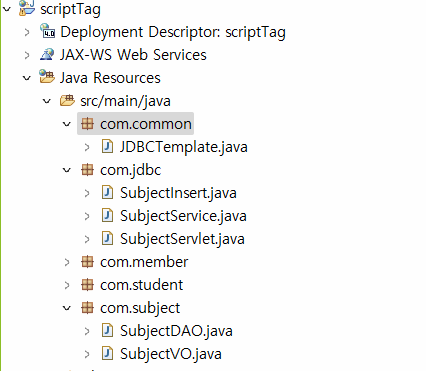 scriptTag
Deployment Descriptor: scriptTag
JAX-WS Web Services
Java Resources
src/main/java
com.common
JDBCTemplate.java
com.jdbc
SubjectInsert.java
SubjectService.java
SubjectServlet.java
com.member
com.student
com.subject
SubjectDAO.java
SubjectVO.java